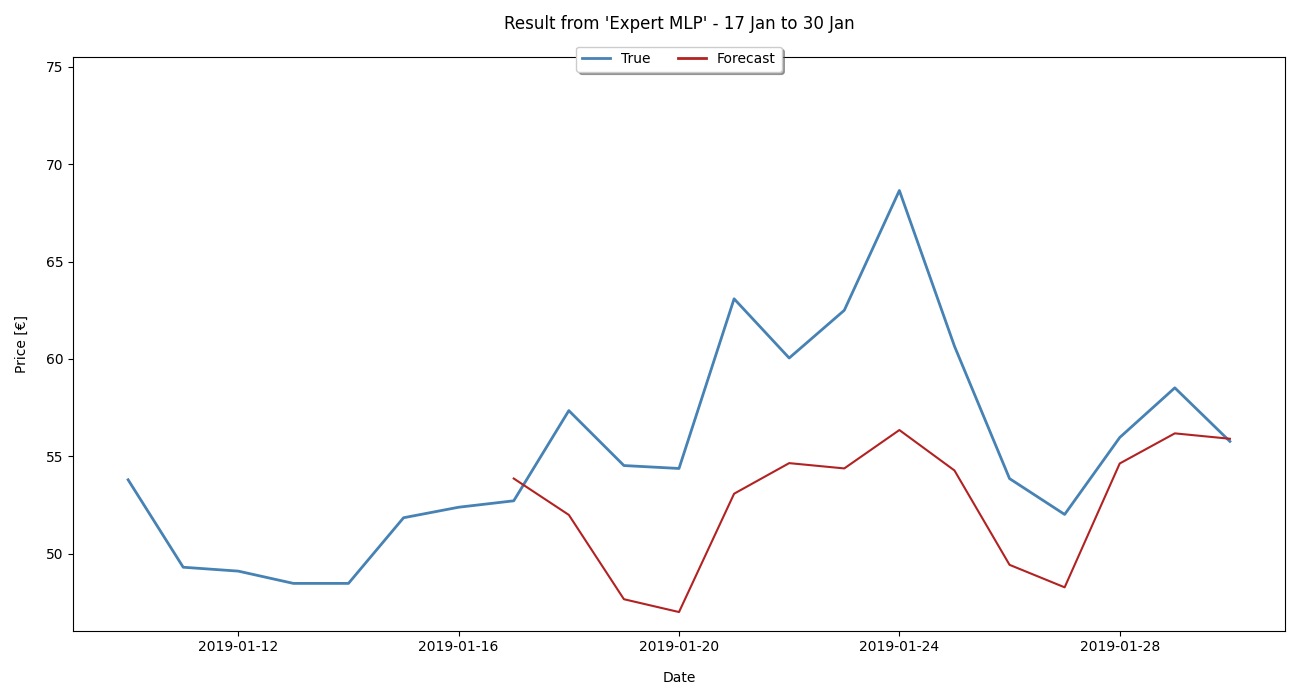 Result from 'Expert MLP' - 17 Jan to 30 Jan
True Forecast
75
70
65
60
55
50
Price [€]
2019-01-12 2019-01-16 2019-01-20 2019-01-24 2019-01-28
Date